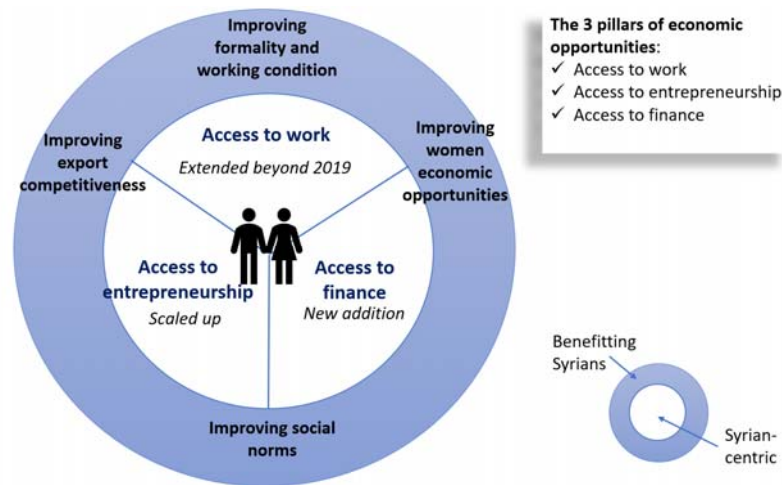 Improving
formality and
working condition
Improving
export
competitiveness
Access to work
Extended beyond 2019
Improving
women
economic
opportunities
Access to
entrepreneurship
Scaled up
Access to
finance
New addition
Improving social
norms
The 3 pillars of economic
opportunities:
✓ Access to work
✓ Access to entrepreneurship
✓ Access to finance
Benefitting
Syrians
Syrian-
centric